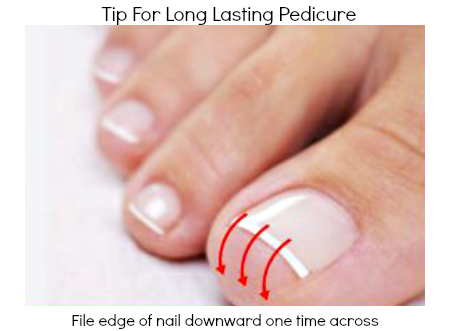 Tip For Long Lasting Pedicure
File edge of nail downward one time across